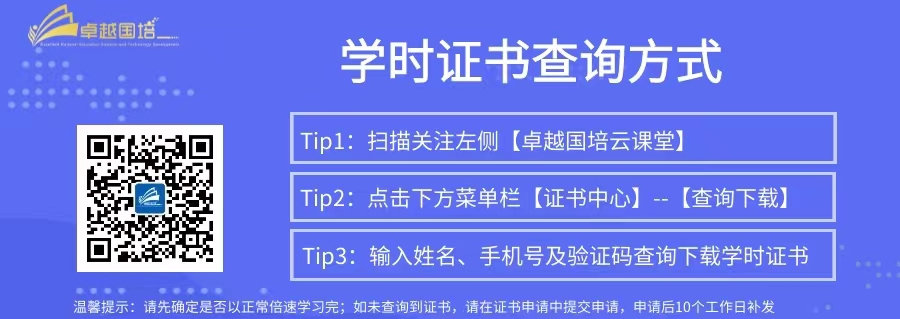 卓越国培
学时证书查询方式
Tip1：扫描关注左侧【卓越国培云课堂】
Tip2：点击下方菜单栏【证书中心】--【查询下载】
Tip3：输入姓名、手机号及验证码查询下载学时证书
温馨提示：请先确定是否以正常倍速学习完；如未查询到证书，请在证书申请中提交申请，申请后10个工作日补发